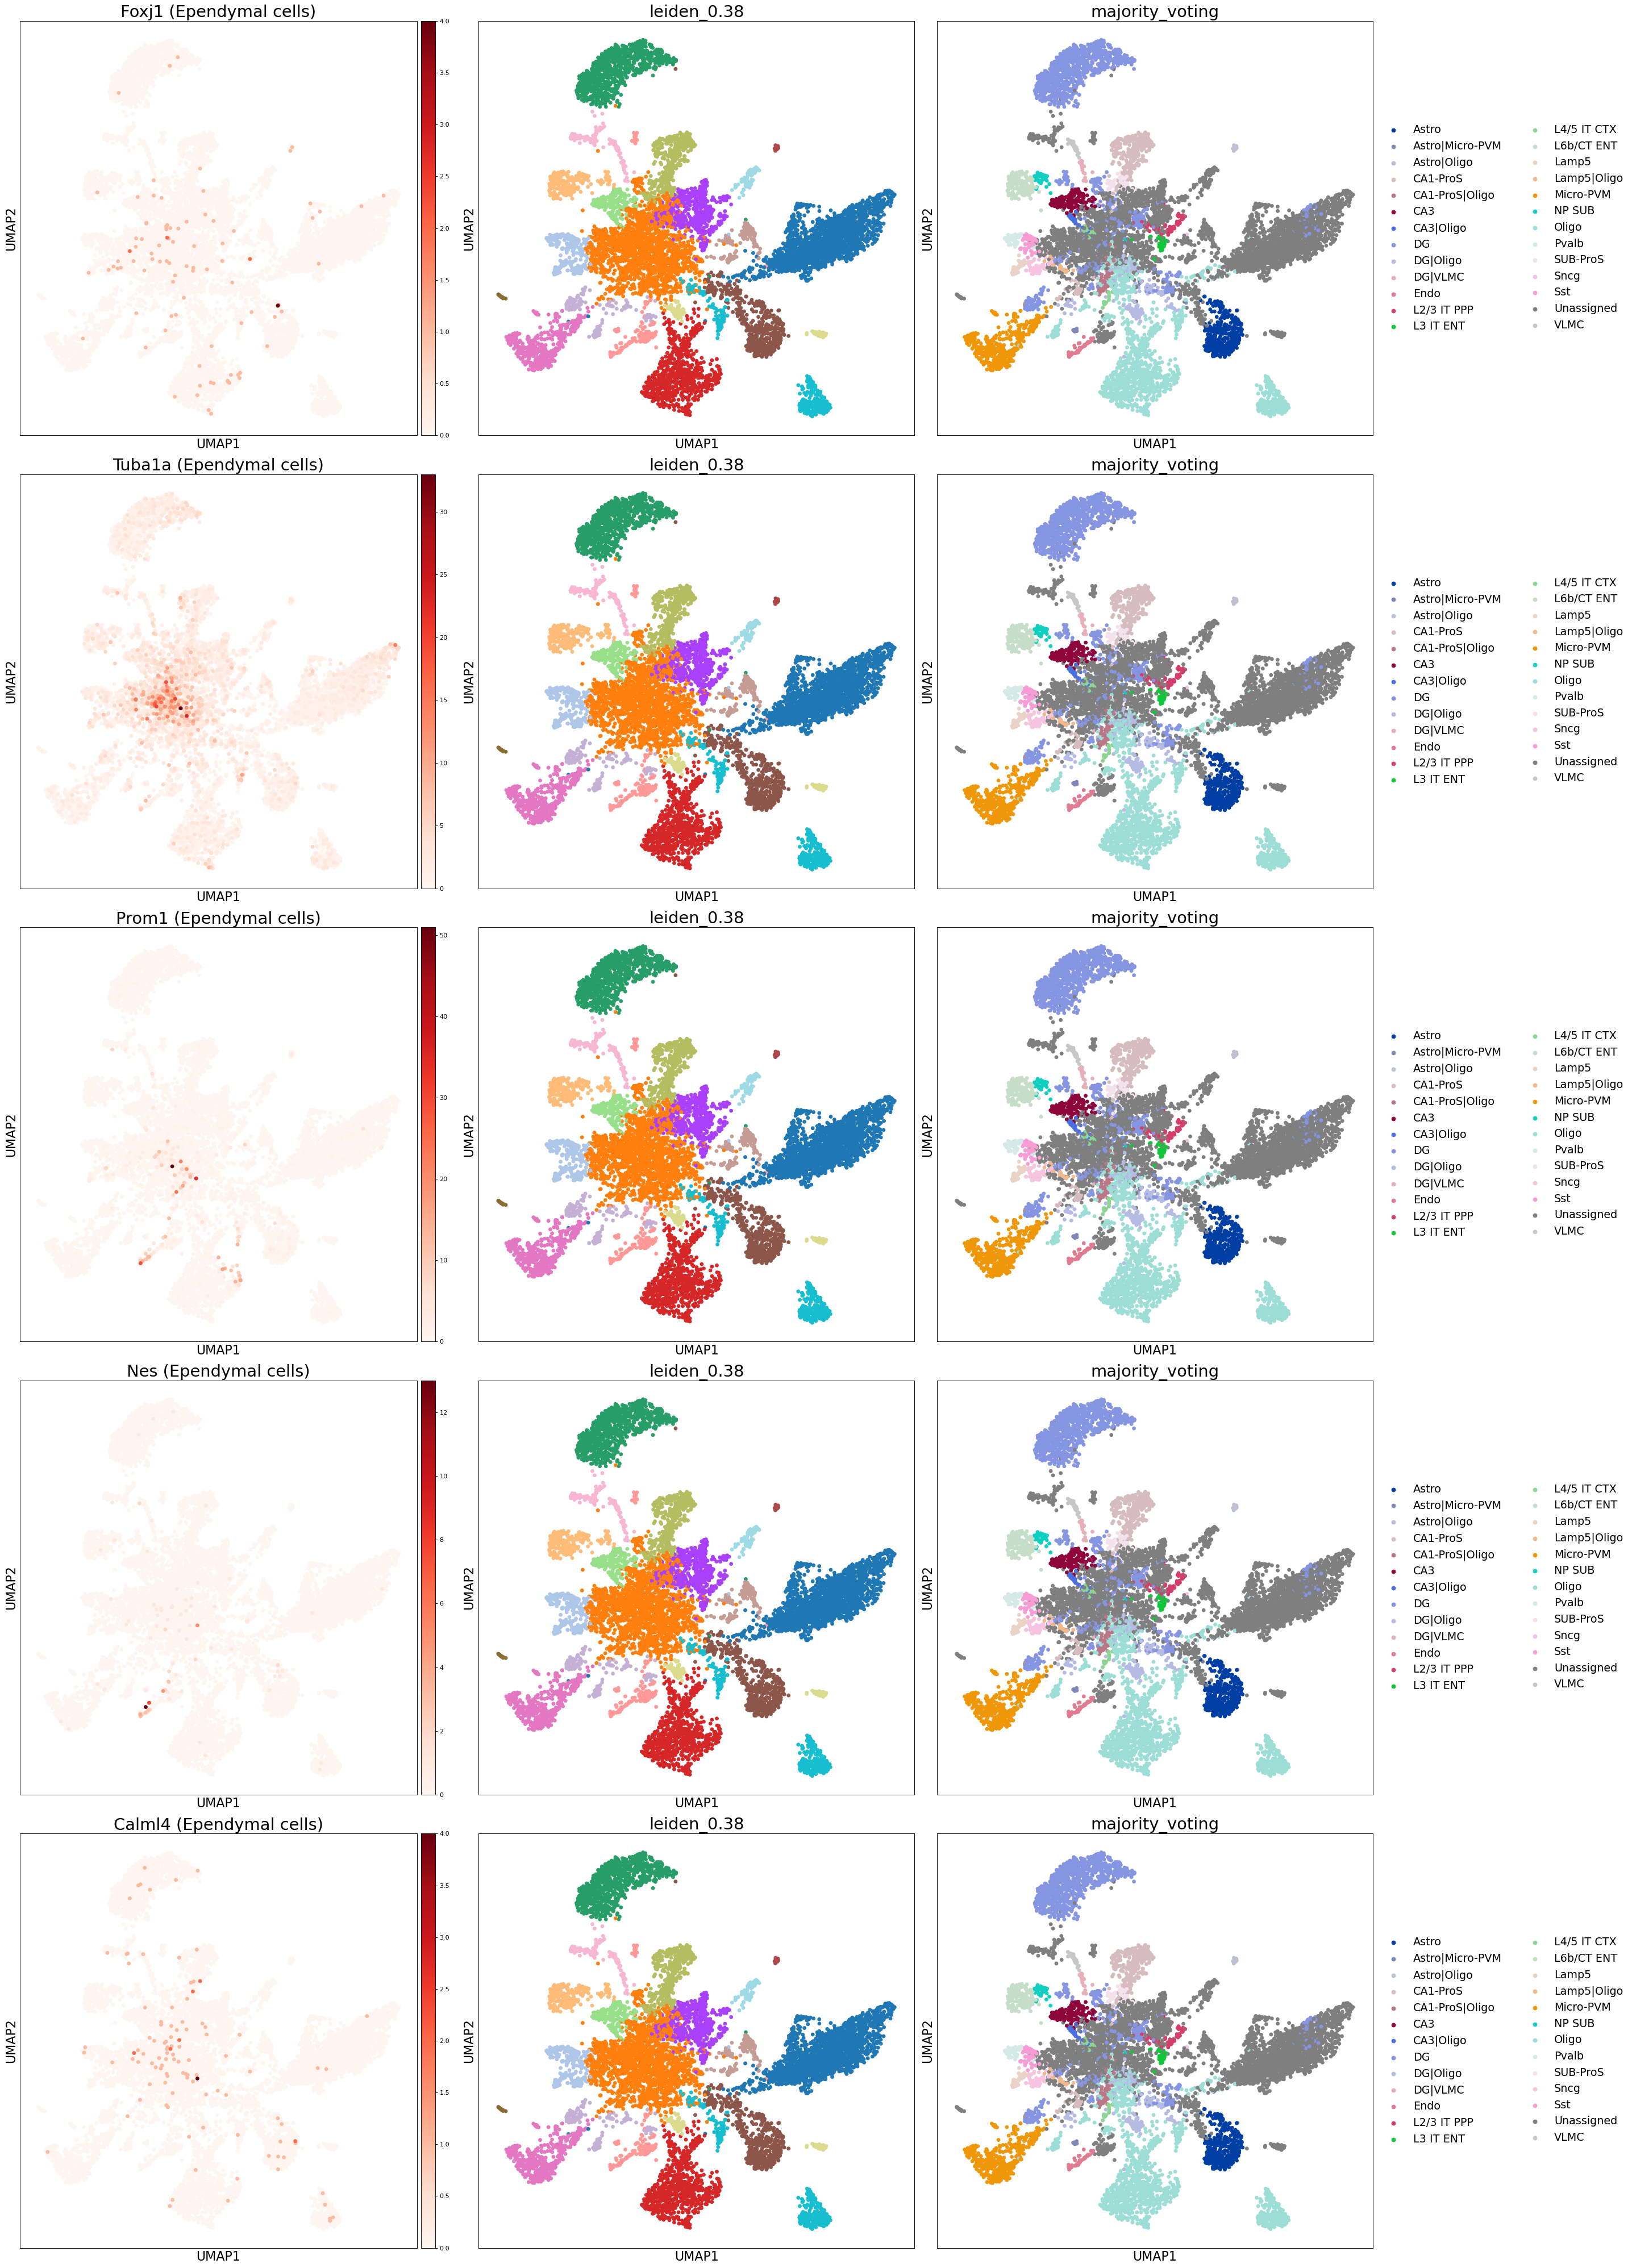 Foxj1 (Ependymal cells) leiden_0.38 majority_voting
4.0
3.5
3.0
2.5
2.0
1.5
1.0
0.5
0.0
UMAP2 UMAP2 UMAP2
UMAP1 UMAP1 UMAP1
Astro L4/5 IT CTX
Astro|Micro-PVM L6b/CT ENT
Astro|Oligo Lamp5
CA1-ProS Lamp5|Oligo
CA1-ProS|Oligo Micro-PVM
CA3 NP SUB
CA3|Oligo Oligo
DG Pvalb
DG|Oligo SUB-ProS
DG|VLMC Sncg
Endo Sst
L2/3 IT PPP Unassigned
L3 IT ENT VLMC
Tuba1a (Ependymal cells) leiden_0.38 majority_voting
30
25
20
15
10
5
0
UMAP2 UMAP2 UMAP2
UMAP1 UMAP1 UMAP1
Astro L4/5 IT CTX
Astro|Micro-PVM L6b/CT ENT
Astro|Oligo Lamp5
CA1-ProS Lamp5|Oligo
CA1-ProS|Oligo Micro-PVM
CA3 NP SUB
CA3|Oligo Oligo
DG Pvalb
DG|Oligo SUB-ProS
DG|VLMC Sncg
Endo Sst
L2/3 IT PPP Unassigned
L3 IT ENT VLMC
Prom1 (Ependymal cells) leiden_0.38 majority_voting
50
40
30
20
10
0
UMAP2 UMAP2 UMAP2
UMAP1 UMAP1 UMAP1
Astro L4/5 IT CTX
Astro|Micro-PVM L6b/CT ENT
Astro|Oligo Lamp5
CA1-ProS Lamp5|Oligo
CA1-ProS|Oligo Micro-PVM
CA3 NP SUB
CA3|Oligo Oligo
DG Pvalb
DG|Oligo SUB-ProS
DG|VLMC Sncg
Endo Sst
L2/3 IT PPP Unassigned
L3 IT ENT VLMC
Nes (Ependymal cells) leiden_0.38 majority_voting
12
10
8
6
4
2
0
UMAP2 UMAP2 UMAP2
UMAP1 UMAP1 UMAP1
Astro L4/5 IT CTX
Astro|Micro-PVM L6b/CT ENT
Astro|Oligo Lamp5
CA1-ProS Lamp5|Oligo
CA1-ProS|Oligo Micro-PVM
CA3 NP SUB
CA3|Oligo Oligo
DG Pvalb
DG|Oligo SUB-ProS
DG|VLMC Sncg
Endo Sst
L2/3 IT PPP Unassigned
L3 IT ENT VLMC
Calml4 (Ependymal cells) leiden_0.38 majority_voting
4.0
3.5
3.0
2.5
2.0
1.5
1.0
0.5
0.0
UMAP2 UMAP2 UMAP2
UMAP1 UMAP1 UMAP1
Astro L4/5 IT CTX
Astro|Micro-PVM L6b/CT ENT
Astro|Oligo Lamp5
CA1-ProS Lamp5|Oligo
CA1-ProS|Oligo Micro-PVM
CA3 NP SUB
CA3|Oligo Oligo
DG Pvalb
DG|Oligo SUB-ProS
DG|VLMC Sncg
Endo Sst
L2/3 IT PPP Unassigned
L3 IT ENT VLMC